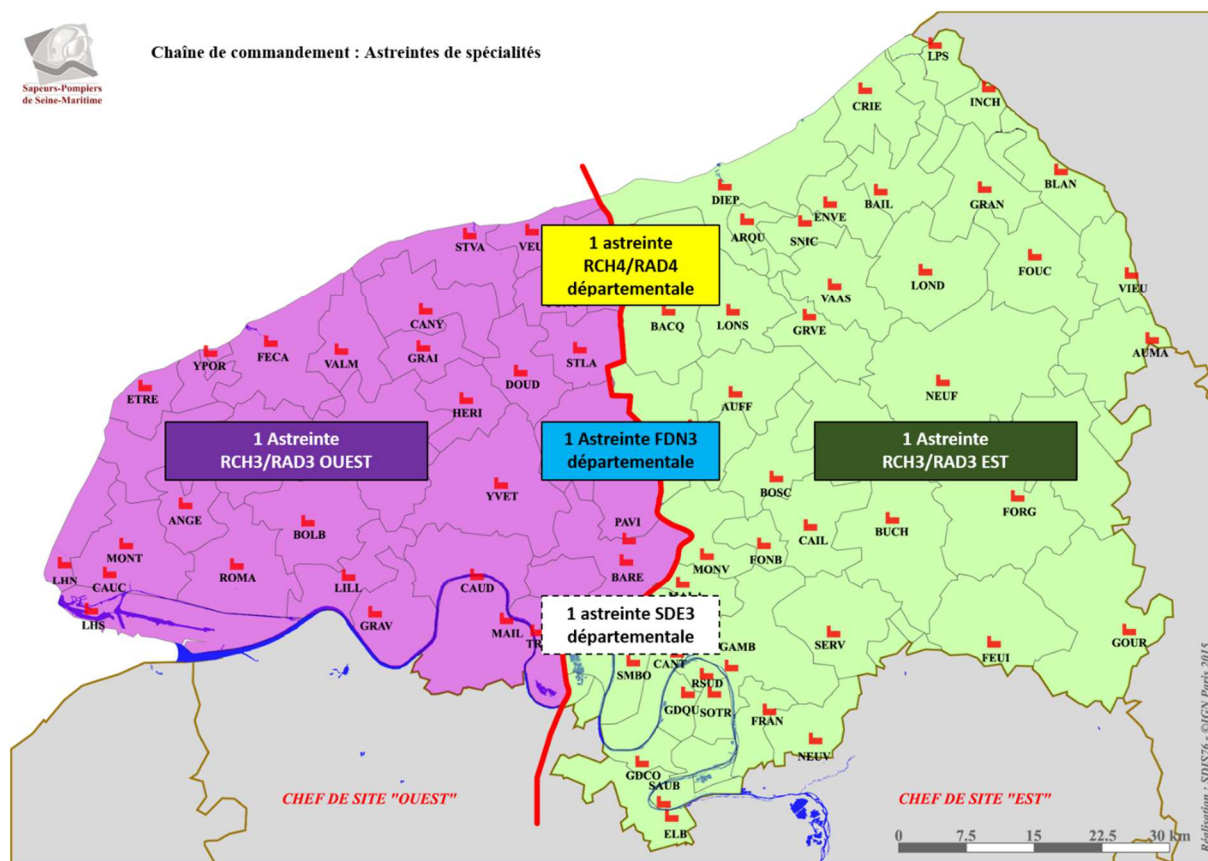 Chaîne de commandement : Astreintes de spécialités
Sapeurs-Pompiers
de Seine-Maritime
LPS
CRIE
INCH
BLAN
DIEP
ENVE
BAIL
GRAN
STVA
VEU
ARQU
SNIC
1 astreinte
RCH4/RAD4
départementale
FOUC
LOND
VIEU
VAAS
CANY
BACQ
LONS
GRVE
YPOR
FECA
VALM
GRAI
STLA
AUMA
ETRE
DOUD
HERI
AUFF
NEUF
1 Astreinte
RCH3/RAD3 OUEST
1 Astreinte FDN3
départementale
1 Astreinte
RCH3/RAD3 EST
YVET
BOSC
ANGE
BOLB
PAVI
FORG
CAIL
BUCH
MONT
FONB
LHN
CAUC
ROMA
LILL
CAUD
BARE
MONV
LHS
GRAV
MAIL
TR
1 astreinte SDE3
départementale
SERV
FEUI
GOUR
GAMB
SMBO
CANT
RSUD
GDQU
SOTR
FRAN
NEUV
GDCO
SAUB
ELB
CHEF DE SITE "OUEST"
CHEF DE SITE "EST"
0 7.5 15 22.5 30 km
Réalisation : SDIS76 - ©IGN Paris 2015